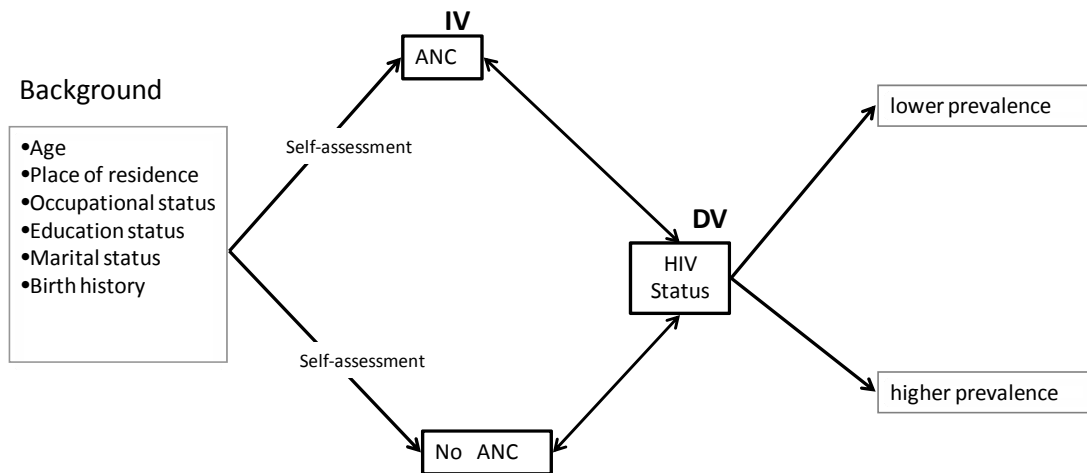 IV
ANC
Background
•Age
•Place of residence
•Occupational status
•Education status
•Marital status
•Birth history
Self-assessment
Self-assessment
No ANC
DV
HIV
Status
lower prevalence
higher prevalence